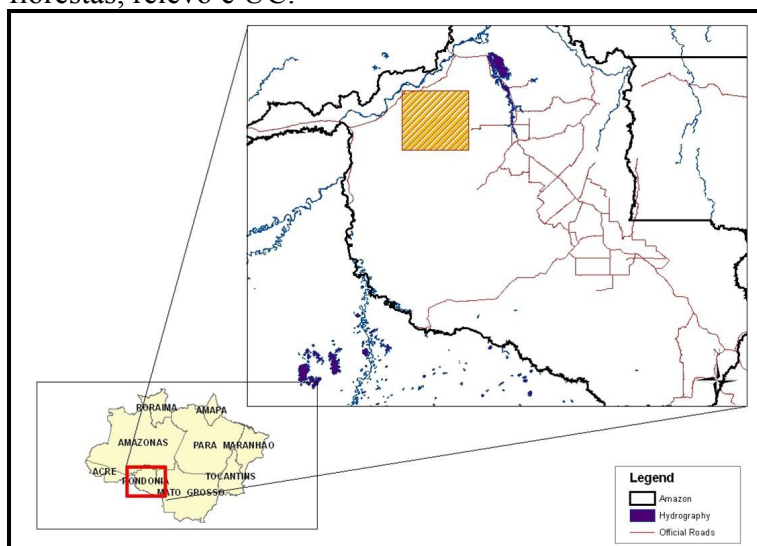 florestas, relevo e UC.
RORAIMA
AMAPA
AMAZONAS
PARA
MARANHAO
ACRE
RONDONIA
TOCANTINS
MATO GROSSO
Legend
Amazon
Hydrography
Official Roads